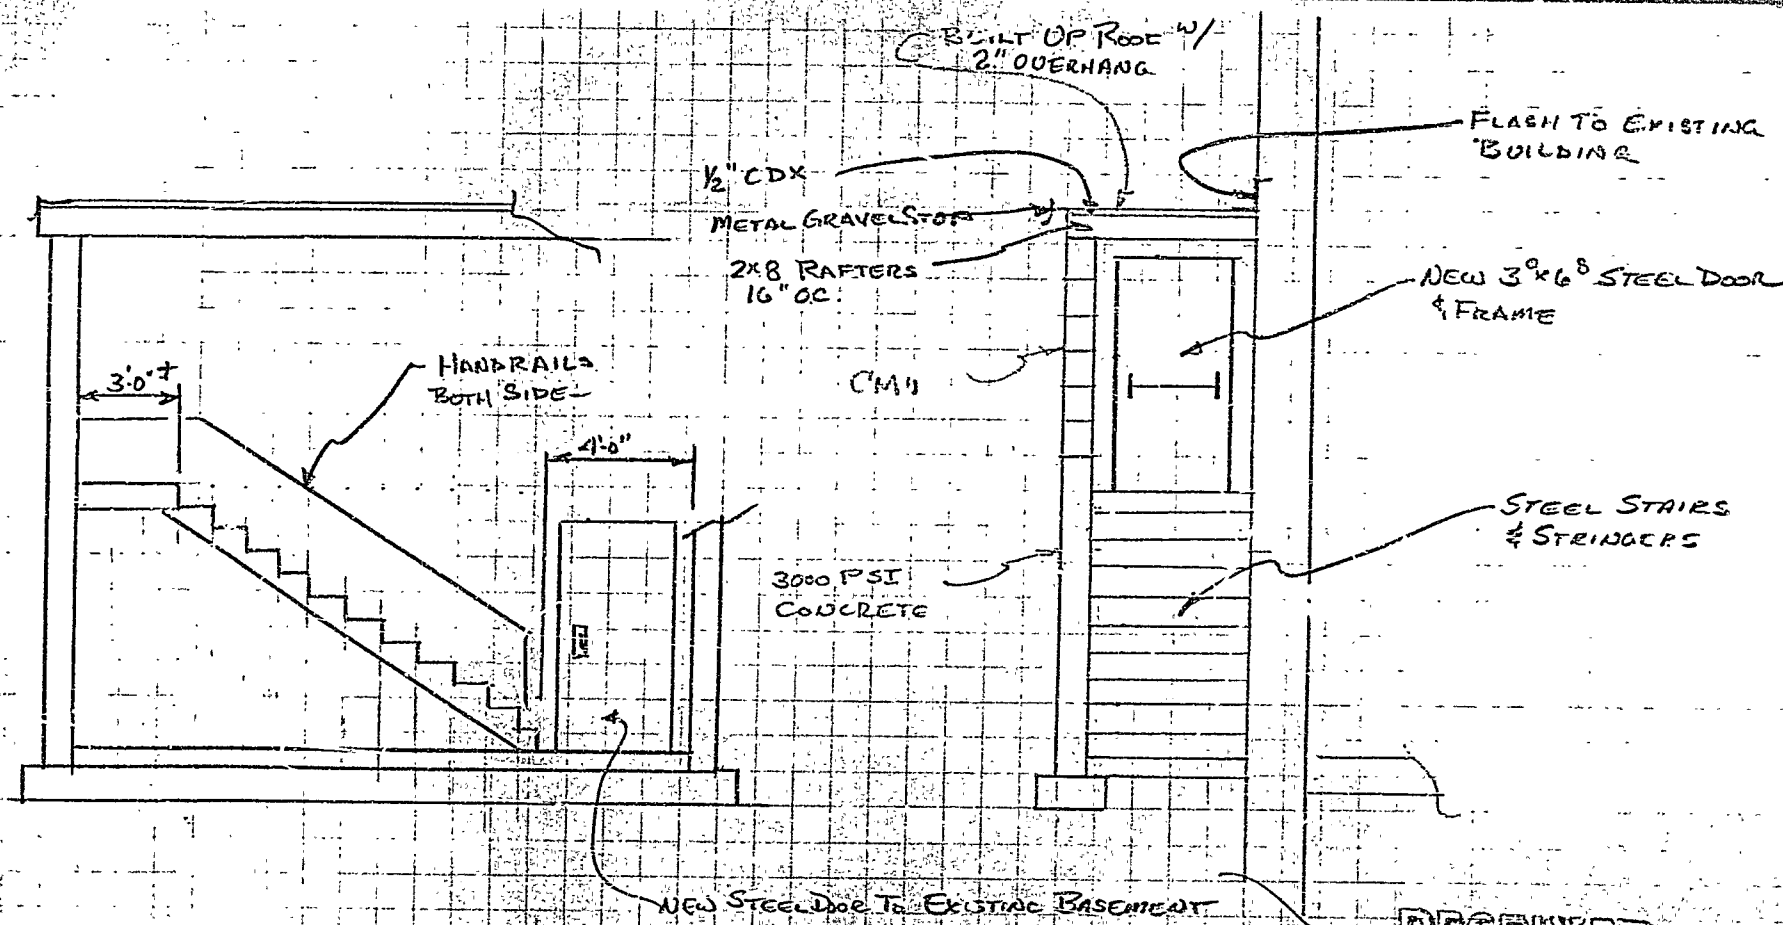 BUILT UP ROOF W/
2" OVERHANG
FLASH TO EXISTING
BUILDING
1/2" CDX
METAL GRAVEL STOP
2x8 RAFTERS
16" O.C.
NEW 3⁰x6⁸ STEEL DOOR
& FRAME
3'-0" ±
HANDRAILS
BOTH SIDE
CMU
4'-0"
STEEL STAIRS
& STRINGERS
3000 PSI
CONCRETE
NEW STEEL DOOR TO EXISTING BASEMENT